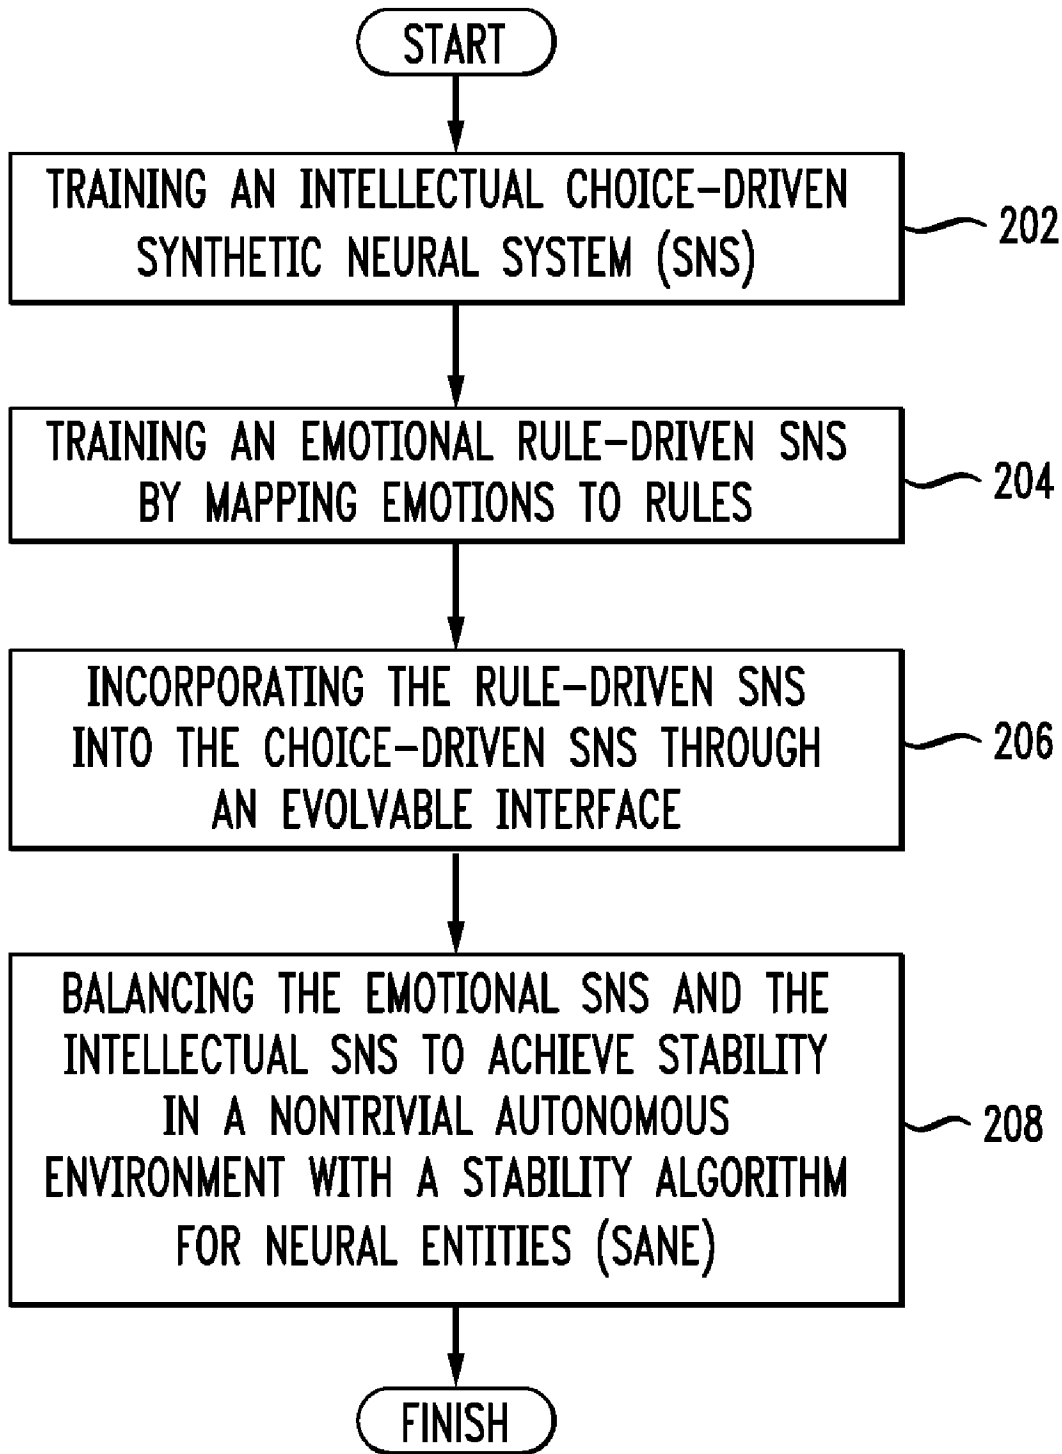 START
TRAINING AN INTELLECTUAL CHOICE-DRIVEN
SYNTHETIC NEURAL SYSTEM (SNS)
202
TRAINING AN EMOTIONAL RULE-DRIVEN SNS
BY MAPPING EMOTIONS TO RULES
204
INCORPORATING THE RULE-DRIVEN SNS
INTO THE CHOICE-DRIVEN SNS THROUGH
AN EVOLVABLE INTERFACE
206
BALANCING THE EMOTIONAL SNS AND THE
INTELLECTUAL SNS TO ACHIEVE STABILITY
IN A NONTRIVIAL AUTONOMOUS
ENVIRONMENT WITH A STABILITY ALGORITHM
FOR NEURAL ENTITIES (SANE)
208
FINISH